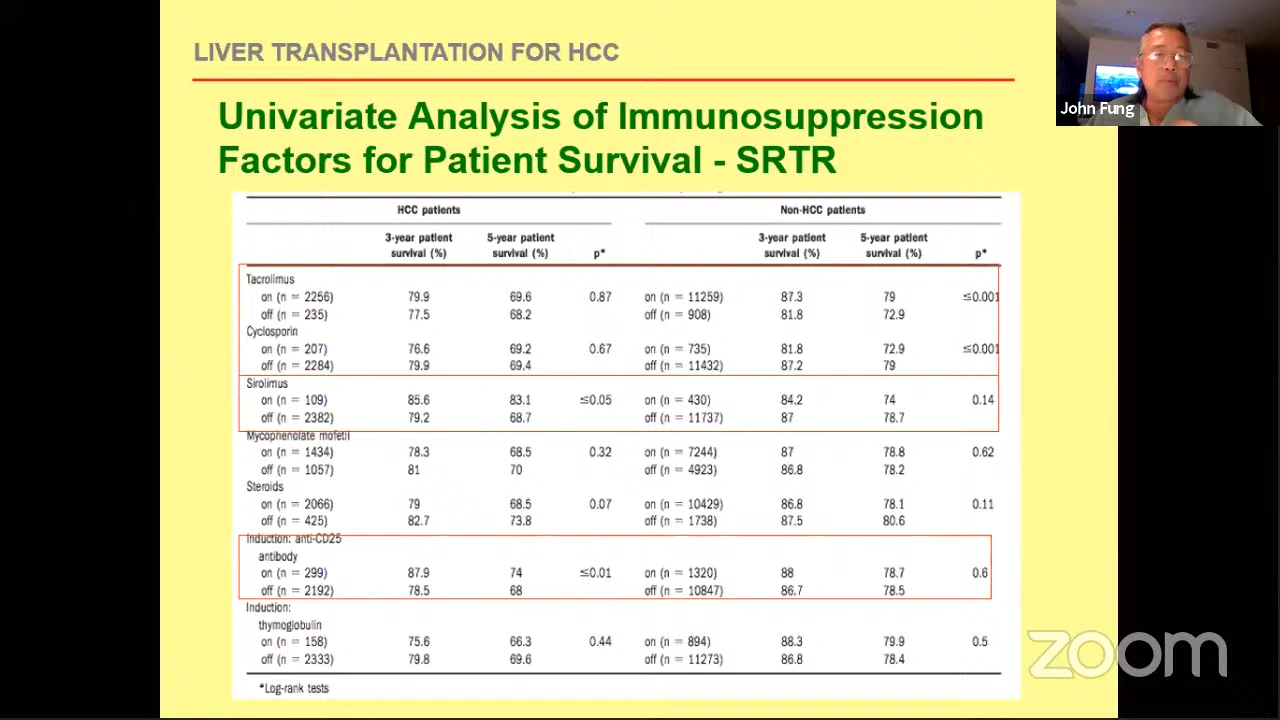 LIVER TRANSPLANTATION FOR HCC
John Fung
Univariate Analysis of Immunosuppression
Factors for Patient Survival - SRTR
HCC patients Non-HCC patients
3-year patient 5-year patient 3-year patient 5-year patient
survival (%) survival (%) p* survival (%) survival (%) p*
Tacrolimus
on (n = 2256) 79.9 69.6 0.87 on (n = 11259) 87.3 79 ≤0.001
off (n = 235) 77.5 68.2 off (n = 908) 81.8 72.9
Cyclosporin
on (n = 207) 76.6 69.2 0.67 on (n = 735) 81.8 72.9 ≤0.001
off (n = 2284) 79.9 69.4 off (n = 11432) 87.2 79
Sirolimus
on (n = 109) 85.6 83.1 ≤0.05 on (n = 430) 84.2 74 0.14
off (n = 2382) 79.2 68.7 off (n = 11737) 87 78.7
Mycophenolate mofetil
on (n = 1434) 78.3 68.5 0.32 on (n = 7244) 87 78.8 0.62
off (n = 1057) 81 70 off (n = 4923) 86.8 78.2
Steroids
on (n = 2066) 79 68.5 0.07 on (n = 10429) 86.8 78.1 0.11
off (n = 425) 82.7 73.8 off (n = 1738) 87.5 80.6
Induction: anti-CD25
antibody
on (n = 299) 87.9 74 ≤0.01 on (n = 1320) 88 78.7 0.6
off (n = 2192) 78.5 68 off (n = 10847) 86.7 78.5
Induction:
thymoglobulin
on (n = 158) 75.6 66.3 0.44 on (n = 894) 88.3 79.9 0.5
off (n = 2333) 79.8 69.6 off (n = 11273) 86.8 78.4
*Log-rank tests
zoom